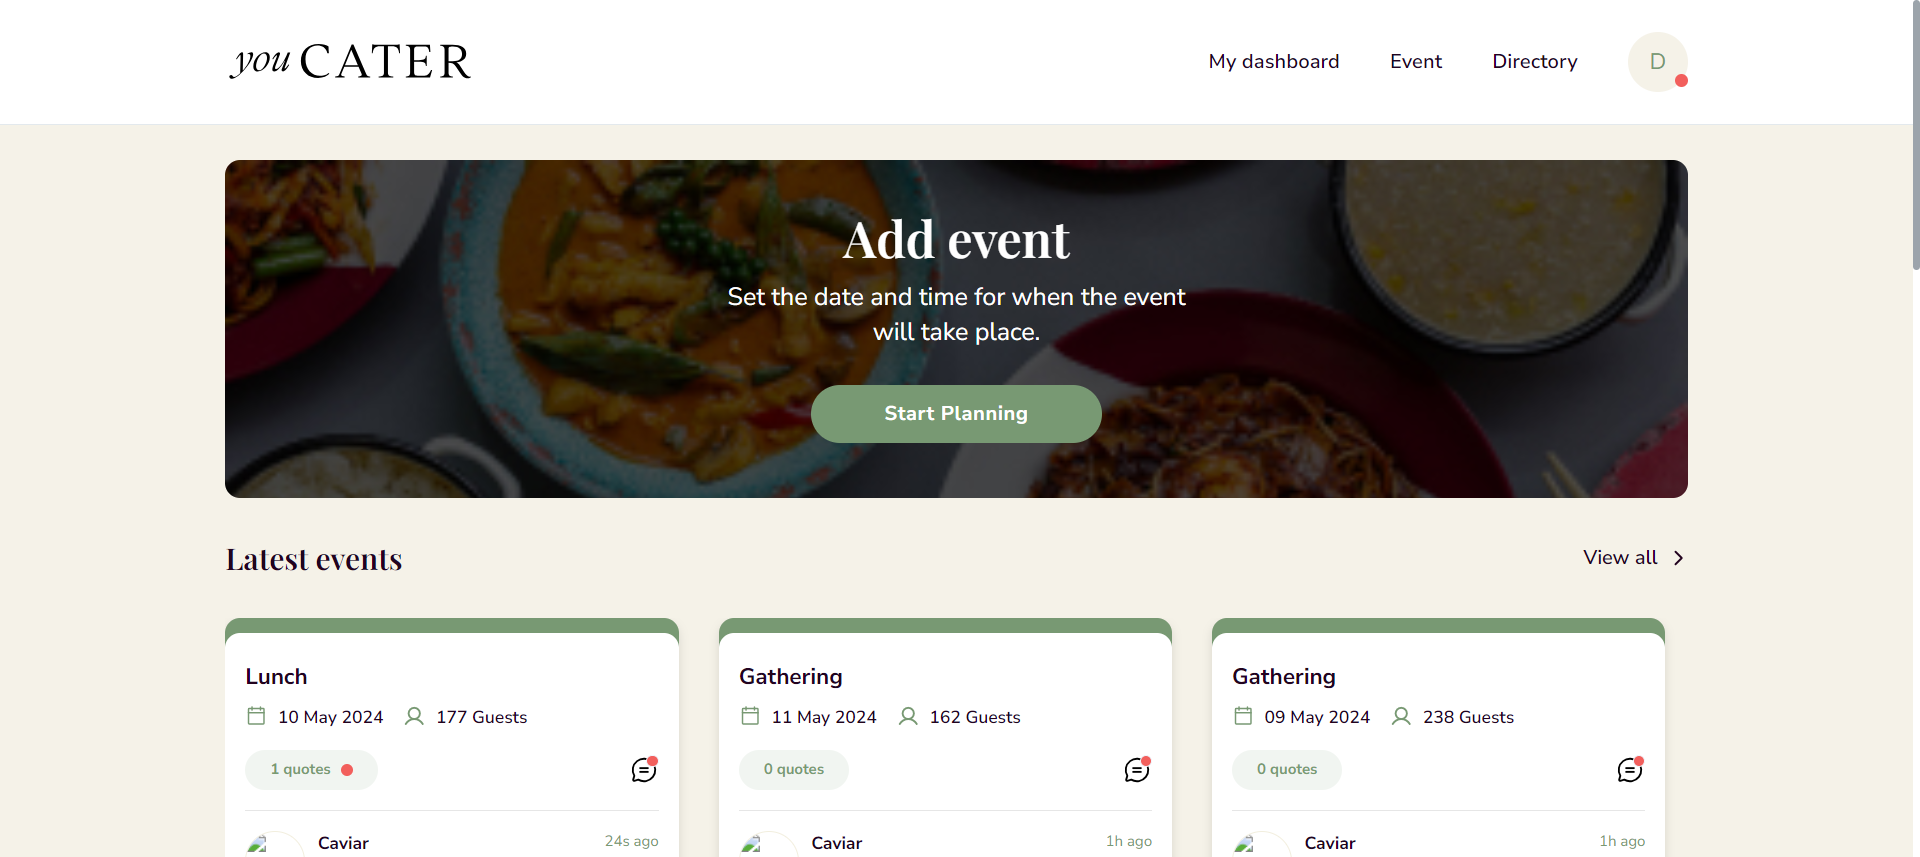 you CATER
My dashboard
Event
Directory
D
Add event
Set the date and time for when the event
will take place.
Start Planning
Latest events
View all
Lunch
10 May 2024
177 Guests
1 quotes
Caviar
24s ago
Gathering
11 May 2024
162 Guests
0 quotes
Caviar
1h ago
Gathering
09 May 2024
238 Guests
0 quotes
Caviar
1h ago